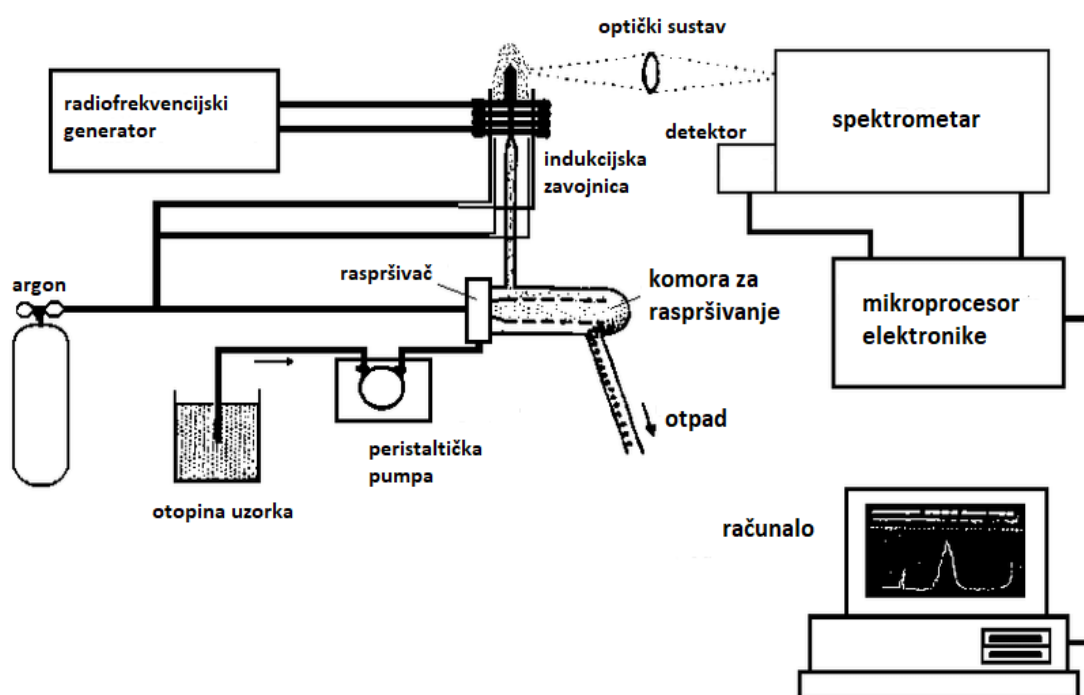 optički sustav
radiofrekvencijski
generator
spektrometar
detektor
indukcijska
zavojnica
argon
raspršivač
komora za
raspršivanje
mikroprocesor
elektronike
otpad
peristaltička
pumpa
otopina uzorka
računalo